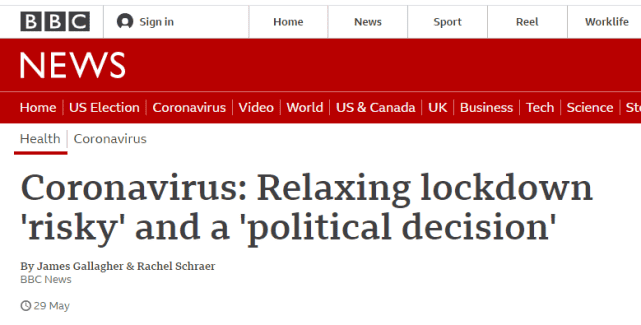 BBC Sign in Home News Sport Reel Worklife
NEWS
Home US Election Coronavirus Video World US & Canada UK Business Tech Science
Health Coronavirus
Coronavirus: Relaxing lockdown
'risky' and a 'political decision'
By James Gallagher & Rachel Schraer
BBC News
29 May